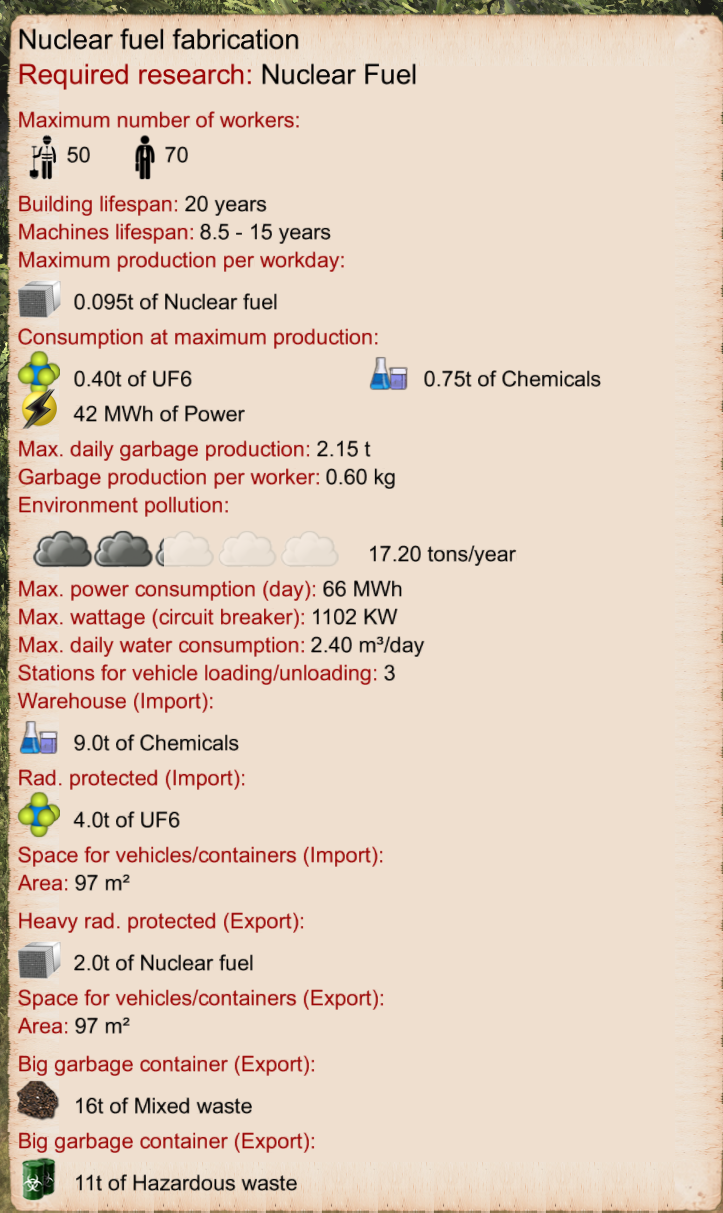 Nuclear fuel fabrication
Required research: Nuclear Fuel
Maximum number of workers:
50 70
Building lifespan: 20 years
Machines lifespan: 8.5 - 15 years
Maximum production per workday:
0.095t of Nuclear fuel
Consumption at maximum production:
0.40t of UF6 0.75t of Chemicals
42 MWh of Power
Max. daily garbage production: 2.15 t
Garbage production per worker: 0.60 kg
Environment pollution:
17.20 tons/year
Max. power consumption (day): 66 MWh
Max. wattage (circuit breaker): 1102 KW
Max. daily water consumption: 2.40 m³/day
Stations for vehicle loading/unloading: 3
Warehouse (Import):
9.0t of Chemicals
Rad. protected (Import):
4.0t of UF6
Space for vehicles/containers (Import):
Area: 97 m²
Heavy rad. protected (Export):
2.0t of Nuclear fuel
Space for vehicles/containers (Export):
Area: 97 m²
Big garbage container (Export):
16t of Mixed waste
Big garbage container (Export):
11t of Hazardous waste